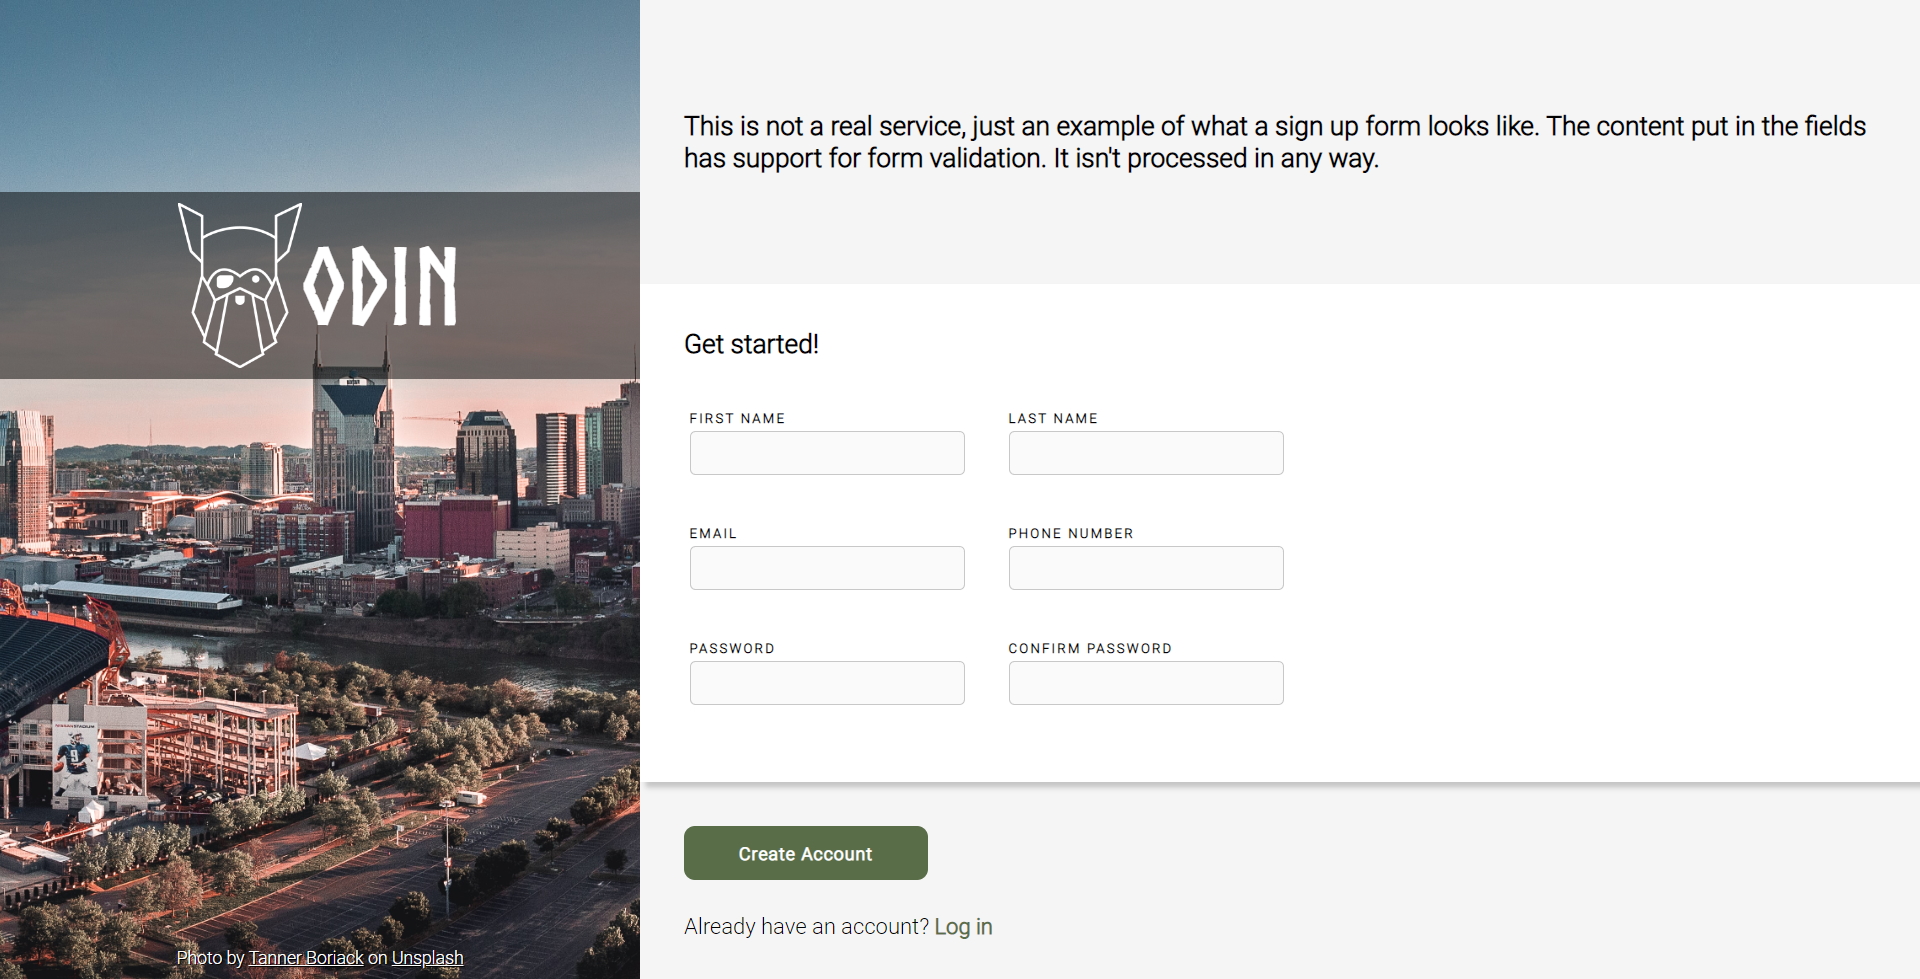 ODIN
Photo by Tanner Boriack on Unsplash
This is not a real service, just an example of what a sign up form looks like. The content put in the fields
has support for form validation. It isn't processed in any way.
Get started!
FIRST NAME
LAST NAME
EMAIL
PHONE NUMBER
PASSWORD
CONFIRM PASSWORD
Create Account
Already have an account? Log in